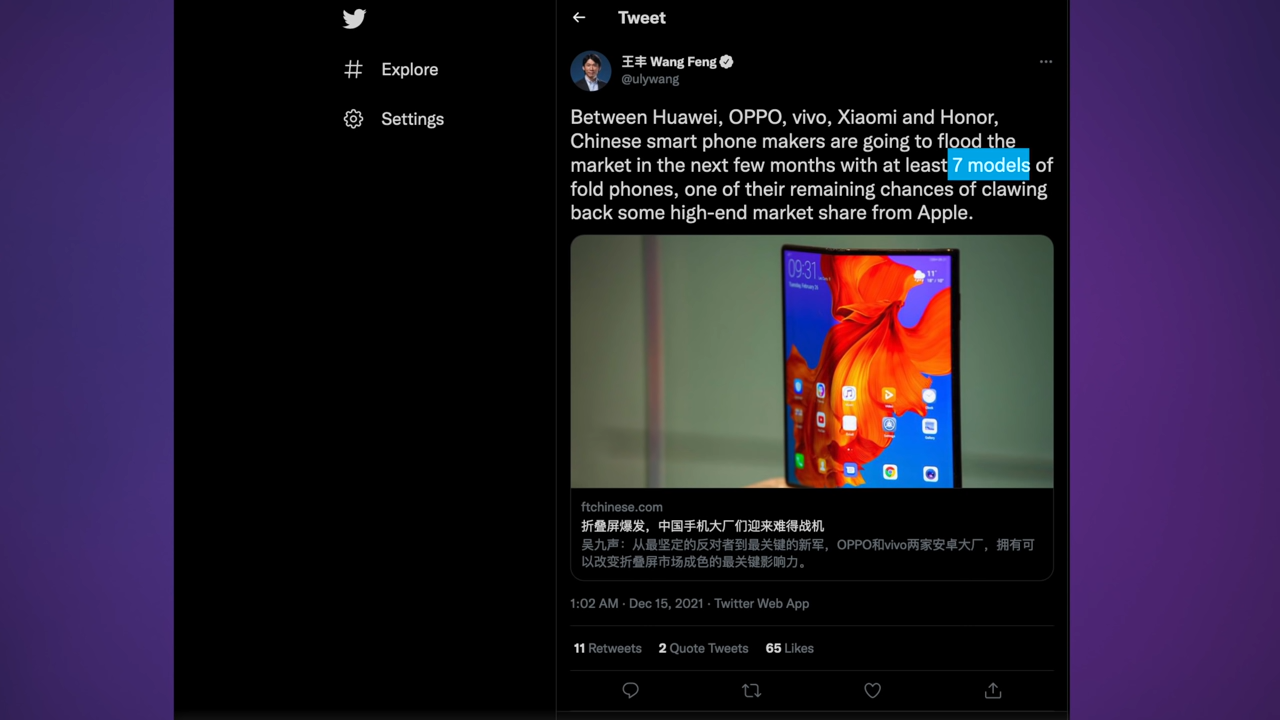 Tweet
Explore
Settings
王丰 Wang Feng
@ulywang
Between Huawei, OPPO, vivo, Xiaomi and Honor,
Chinese smart phone makers are going to flood the
market in the next few months with at least 7 models of
fold phones, one of their remaining chances of clawing
back some high-end market share from Apple.
09:31
11°
ftchinese.com
折叠屏爆发，中国手机大厂们迎来难得战机
吴九声：从最坚定的反对者到最关键的新军，OPPO和vivo两家安卓大厂，拥有可
以改变折叠屏市场成色的最关键影响力。
1:02 AM · Dec 15, 2021 · Twitter Web App
11 Retweets 2 Quote Tweets 65 Likes